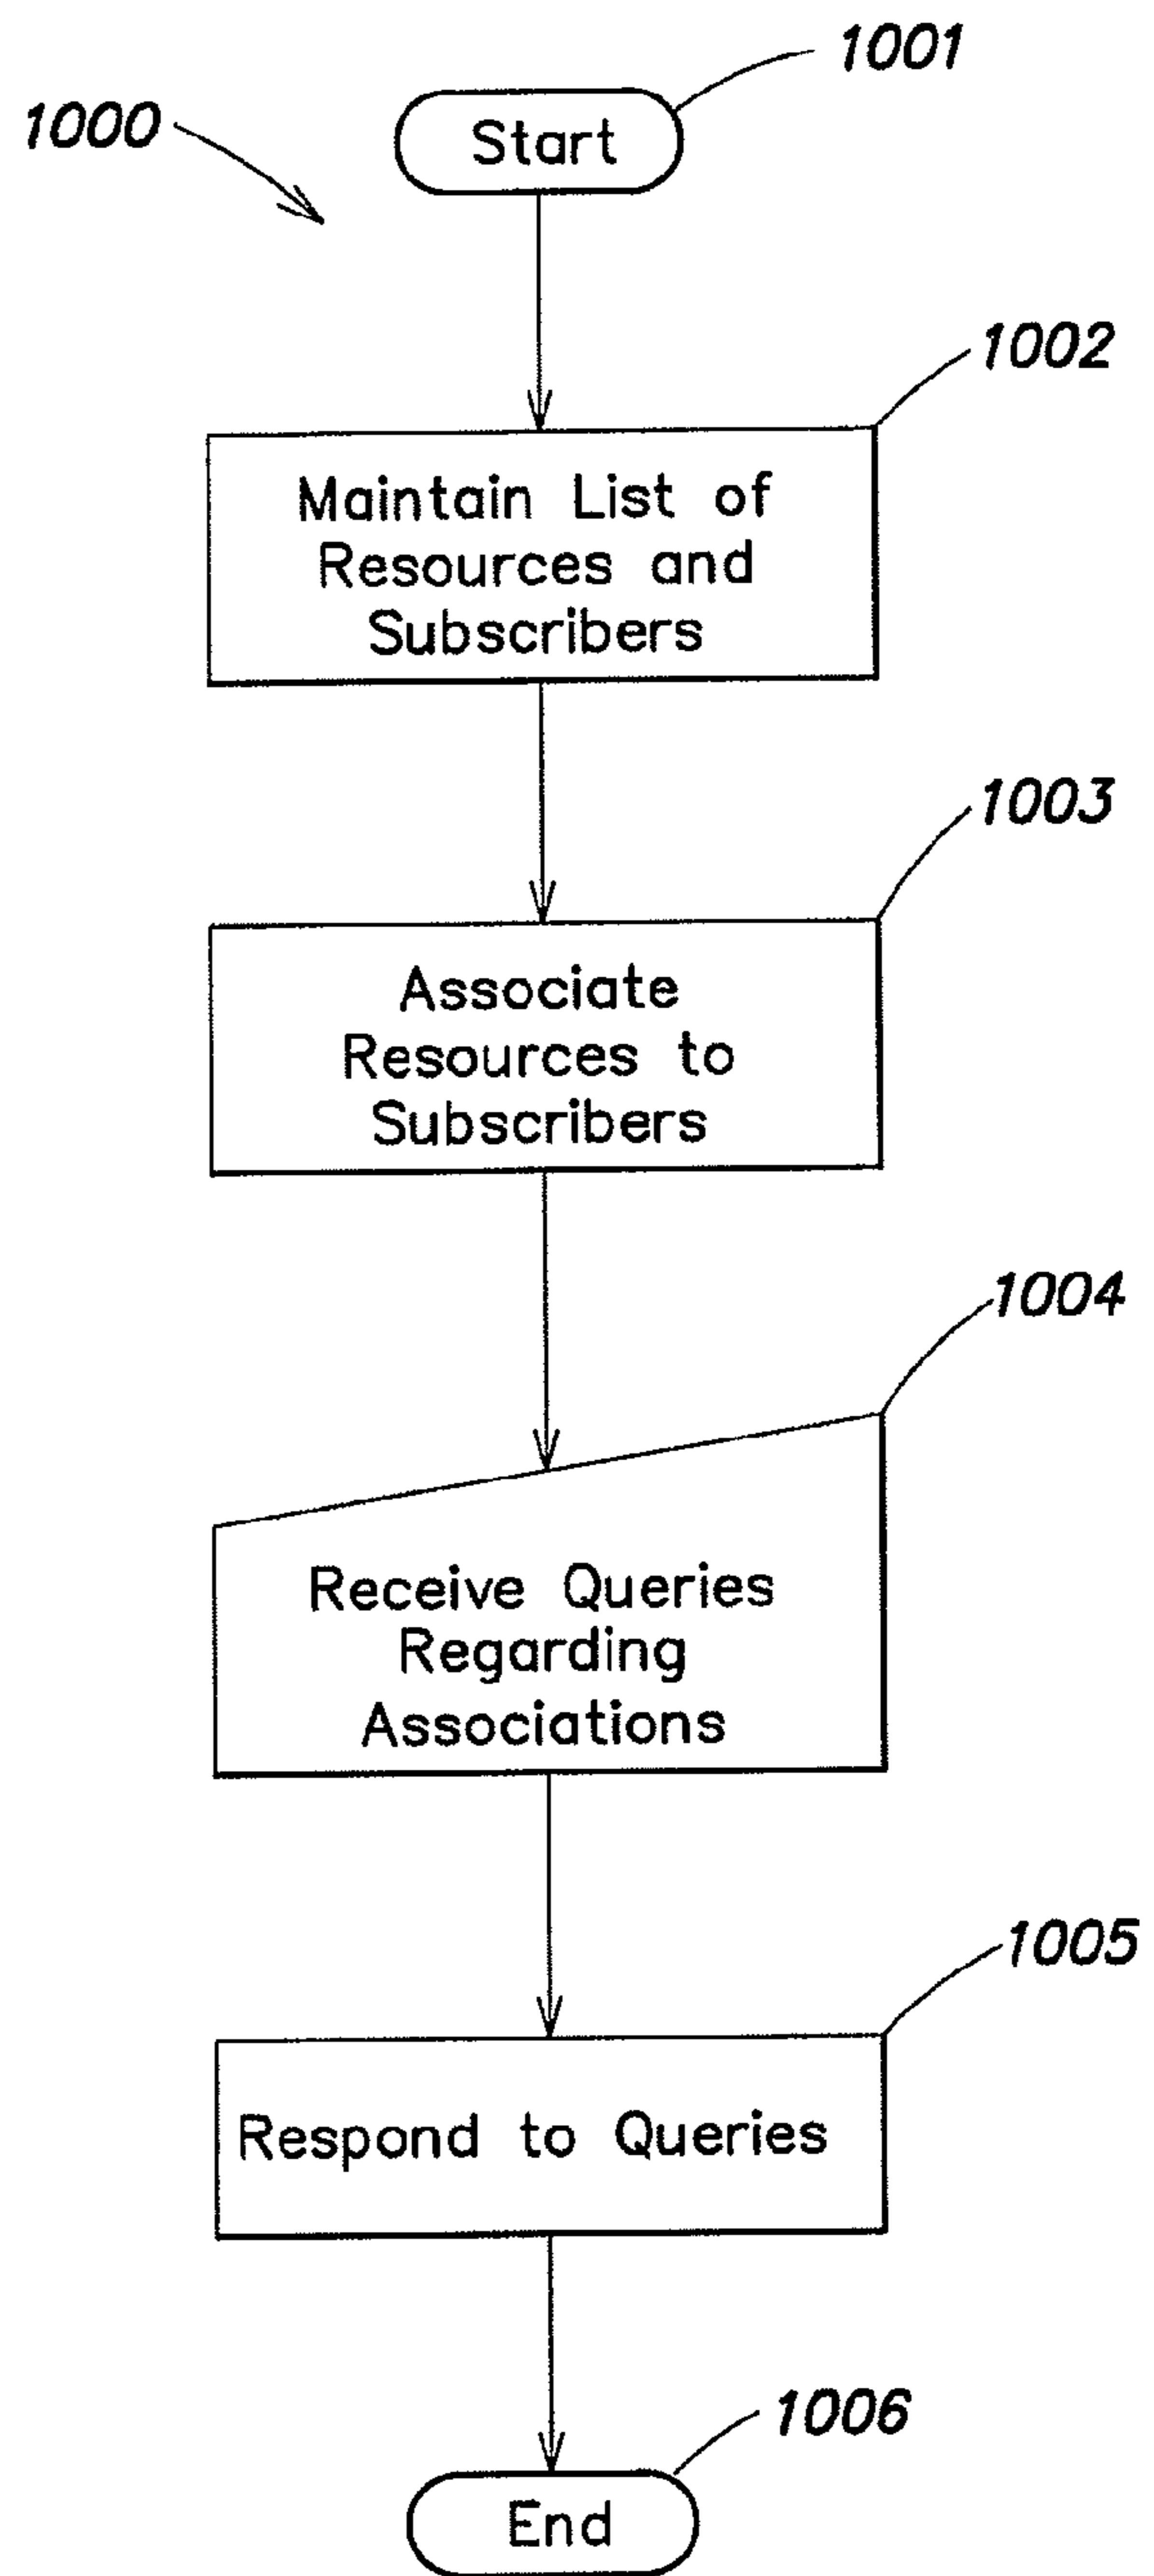 1001
1000
Start
1002
Maintain List of
Resources and
Subscribers
1003
Associate
Resources to
Subscribers
1004
Receive Queries
Regarding
Associations
1005
Respond to Queries
1006
End